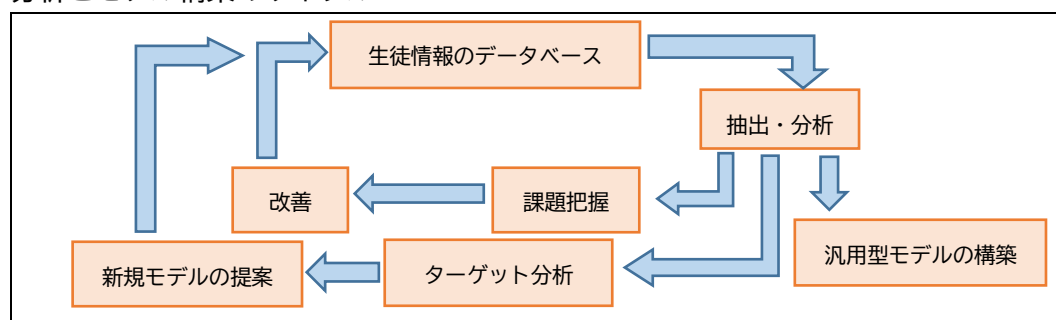 生徒情報のデータベース
抽出・分析
改善
課題把握
汎用型モデルの構築
新規モデルの提案
ターゲット分析